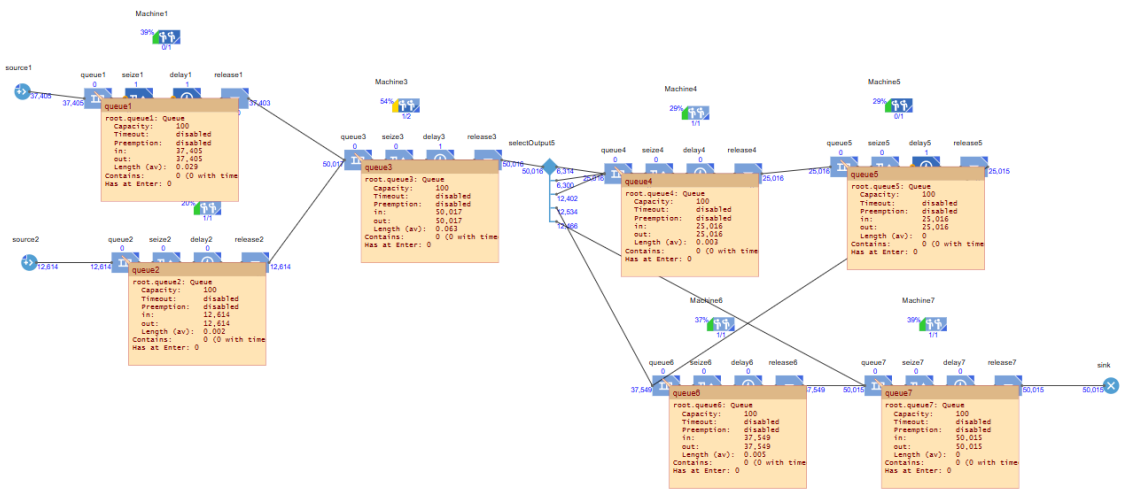 Machine1
39%
0/1
source1
37,405
queue1 seize1 delay1 release1
0 1 1
37,405 37,403
queue1
root.queue1: Queue
Capacity: 100
Timeout: disabled
Preemption: disabled
in: 37,405
out: 37,405
Length (av): 0.029
Contains: 0 (0 with time
Has at Enter: 0
20%
1/1
source2
12,614
queue2 seize2 delay2 release2
0 0 0
12,614 12,614
queue2
root.queue2: Queue
Capacity: 100
Timeout: disabled
Preemption: disabled
in: 12,614
out: 12,614
Length (av): 0.002
Contains: 0 (0 with time
Has at Enter: 0
Machine3
54%
1/2
queue3 seize3 delay3 release3
0 0 1
50,017 50,016
queue3
root.queue3: Queue
Capacity: 100
Timeout: disabled
Preemption: disabled
in: 50,017
out: 50,017
Length (av): 0.063
Contains: 0 (0 with time
Has at Enter: 0
selectOutput5
50,016
6,314
6,300
12,402
12,534
12,466
Machine4
29%
1/1
queue4 seize4 delay4 release4
0 0 0
25,016 25,016
queue4
root.queue4: Queue
Capacity: 100
Timeout: disabled
Preemption: disabled
in: 25,016
out: 25,016
Length (av): 0.003
Contains: 0 (0 with time
Has at Enter: 0
Machine5
29%
0/1
queue5 seize5 delay5 release5
0 0 1
25,016 25,015
queue5
root.queue5: Queue
Capacity: 100
Timeout: disabled
Preemption: disabled
in: 25,016
out: 25,016
Length (av): 0
Contains: 0 (0 with time
Has at Enter: 0
Machine6
37%
1/1
queue6 seize6 delay6 release6
0 0 0
37,549 37,549
queue6
root.queue6: Queue
Capacity: 100
Timeout: disabled
Preemption: disabled
in: 37,549
out: 37,549
Length (av): 0.005
Contains: 0 (0 with time
Has at Enter: 0
Machine7
39%
1/1
queue7 seize7 delay7 release7
0 0 0
50,015 50,015
queue7
root.queue7: Queue
Capacity: 100
Timeout: disabled
Preemption: disabled
in: 50,015
out: 50,015
Length (av): 0
Contains: 0 (0 with time
Has at Enter: 0
sink
50,015